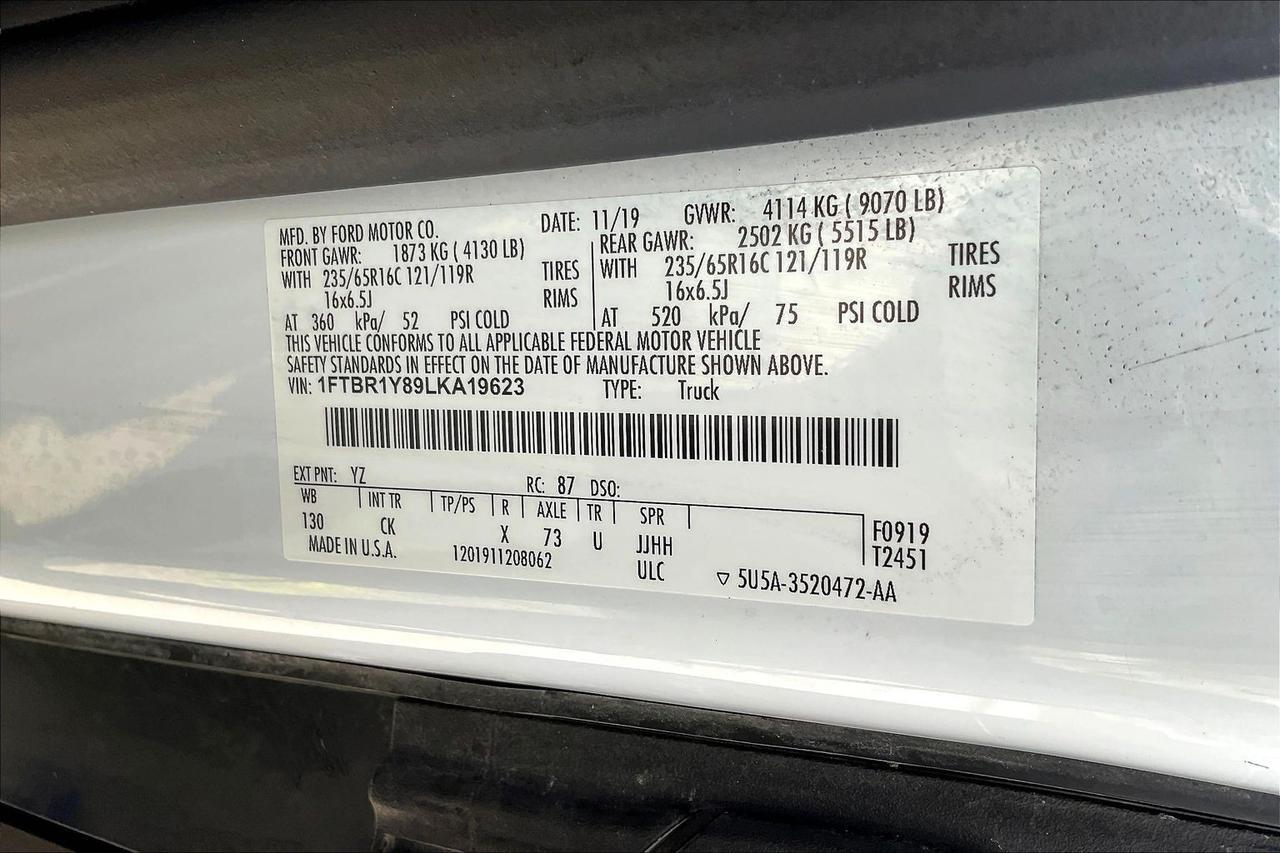 MFD. BY FORD MOTOR CO. DATE: 11/19 GVWR: 4114 KG ( 9070 LB)
FRONT GAWR: 1873 KG ( 4130 LB) REAR GAWR: 2502 KG ( 5515 LB)
WITH 235/65R16C 121/119R TIRES WITH 235/65R16C 121/119R TIRES
16x6.5J RIMS 16x6.5J RIMS
AT 360 kPa/ 52 PSI COLD AT 520 kPa/ 75 PSI COLD
THIS VEHICLE CONFORMS TO ALL APPLICABLE FEDERAL MOTOR VEHICLE
SAFETY STANDARDS IN EFFECT ON THE DATE OF MANUFACTURE SHOWN ABOVE.
VIN: 1FTBR1Y89LKA19623 TYPE: Truck
EXT PNT: YZ RC: 87 DSO:
WB INT TR TP/PS R AXLE TR SPR
130 CK X 73 U JJHH F0919
MADE IN U.S.A. 1201911208062 ULC T2451
▽ 5U5A-3520472-AA